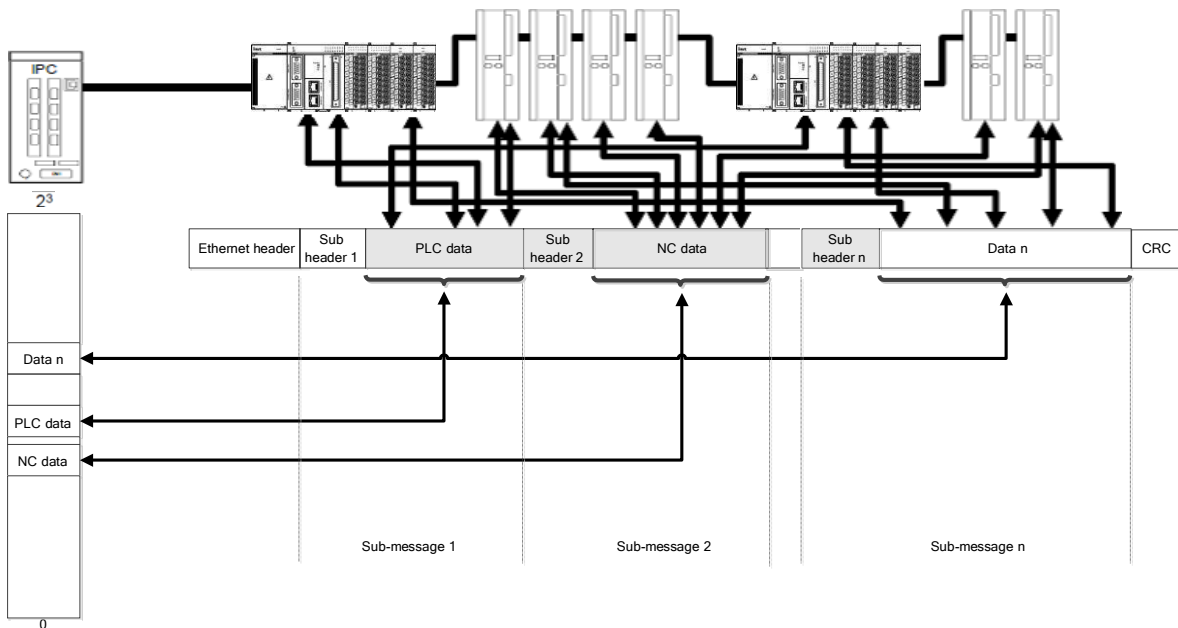 IPC
2³
Ethernet header
Sub
header 1
PLC data
Sub
header 2
NC data
Sub
header n
Data n
CRC
Data n
PLC data
NC data
Sub-message 1
Sub-message 2
Sub-message n
0